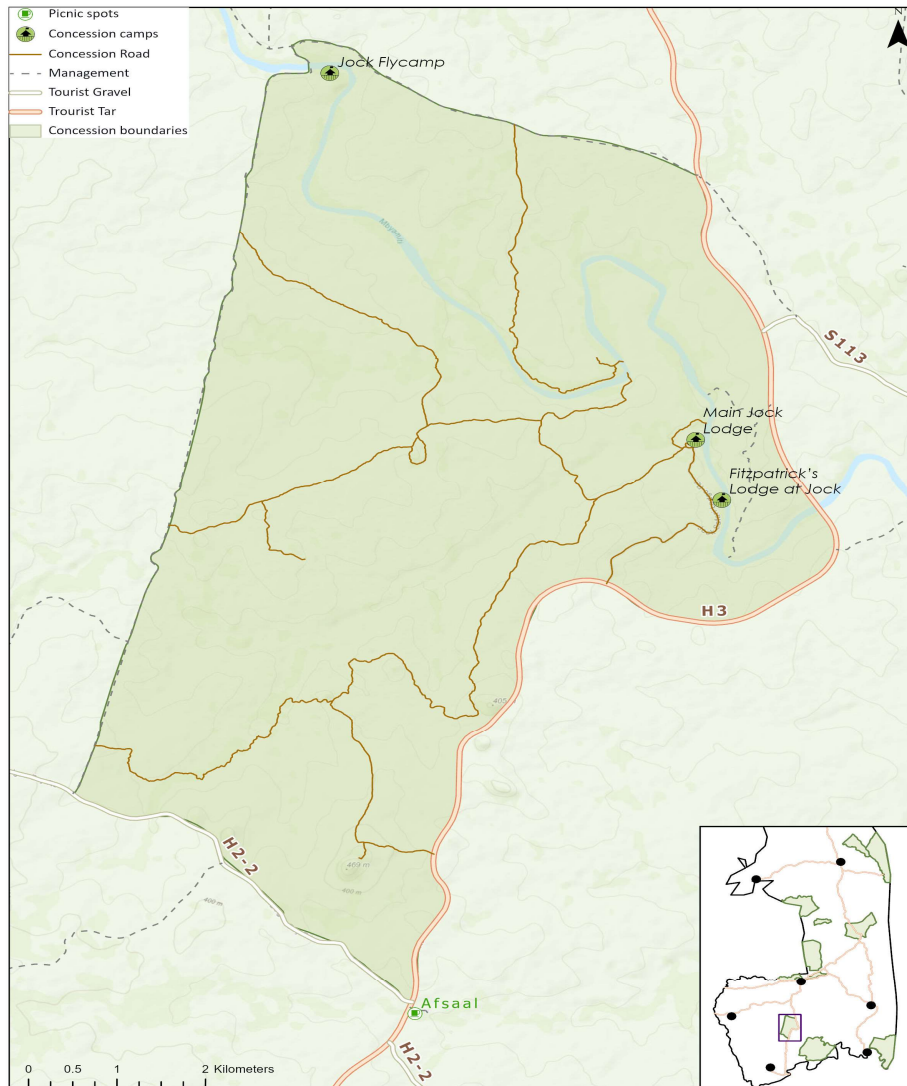 Picnic spots
Concession camps
Concession Road
Management
Tourist Gravel
Trourist Tar
Concession boundaries
N
Jock Flycamp
S113
Main Jock
Lodge
Fitzpatrick's
Lodge at Jock
H3
405
H2-2
469 m
400 m
400 m
Afsaal
H2-2
0 0.5 1 2 Kilometers